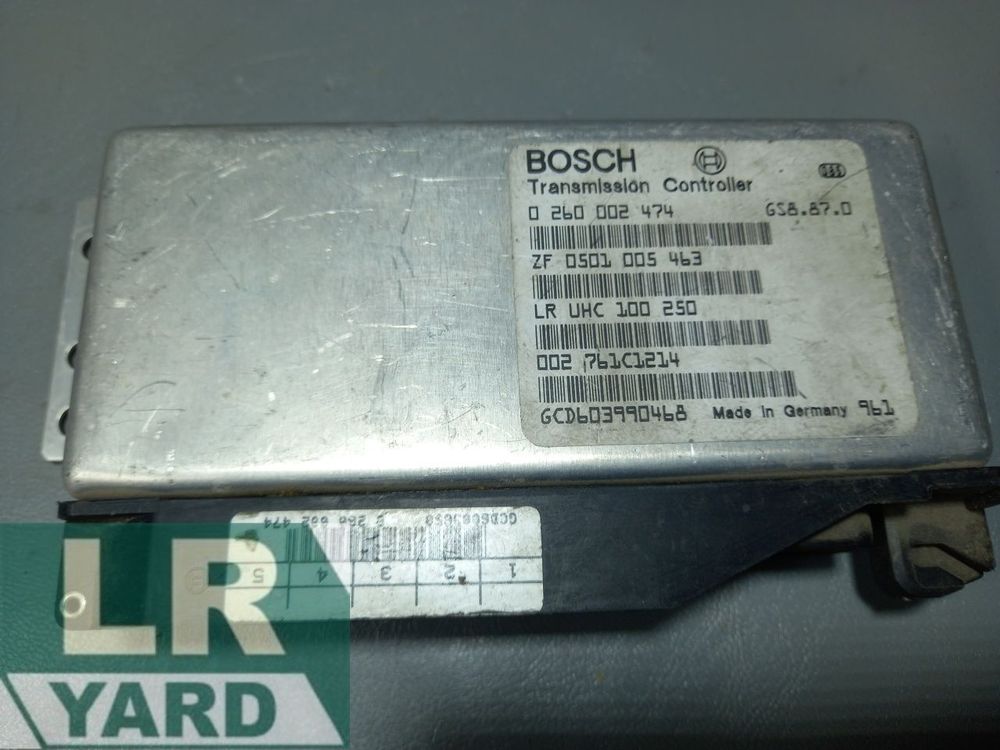 BOSCH
Transmission Controller
0 260 002 474 GS8.87.0
ZF 0501 005 463
LR UHC 100 250
002 761C1214
GCD603990468 Made in Germany 961
1 2 3 4 5
LR
YARD